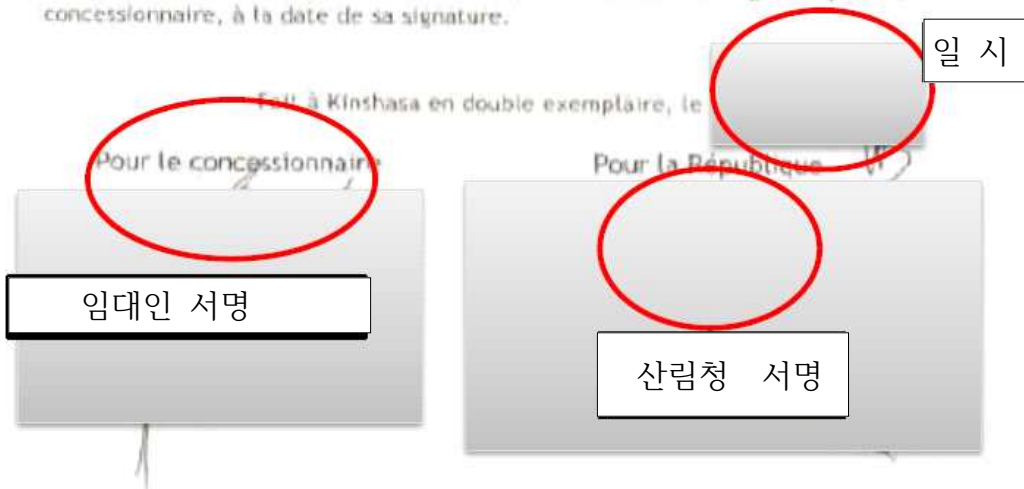 concessionnaire, à la date de sa signature.
일 시
Fait à Kinshasa en double exemplaire, le
Pour le concessionnaire
Pour la République
임대인 서명
산림청 서명